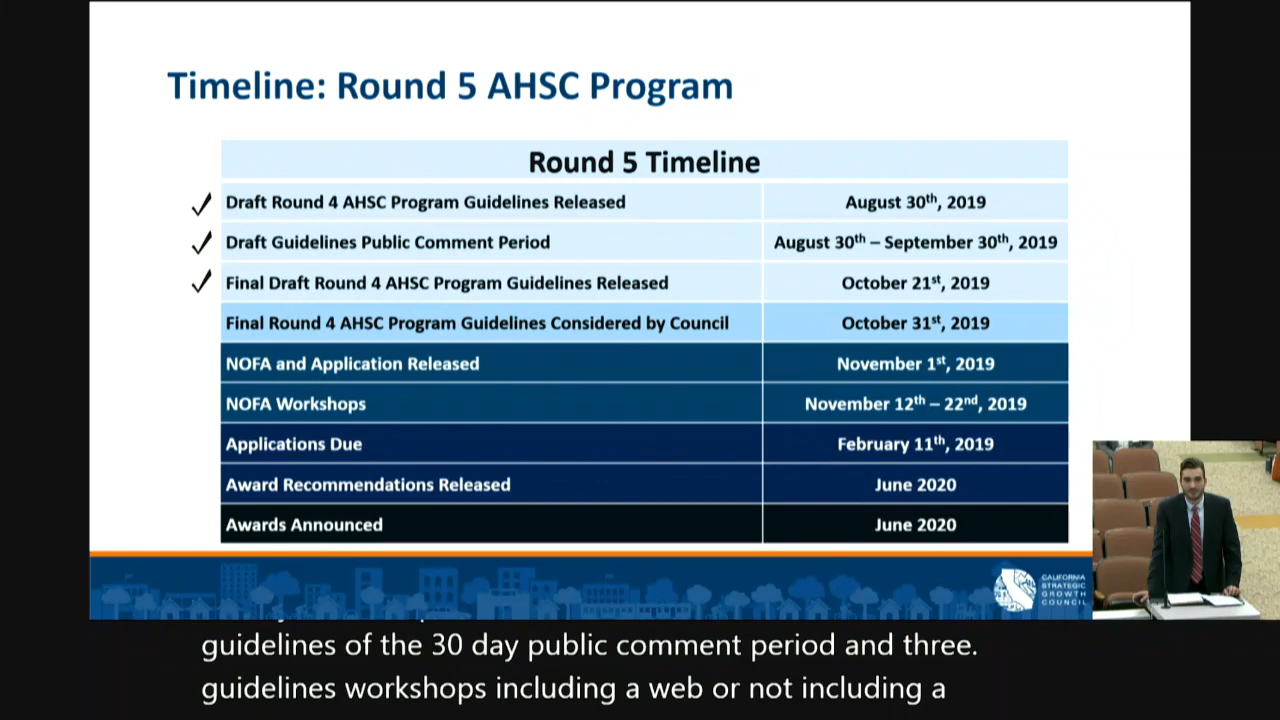 Timeline: Round 5 AHSC Program
Round 5 Timeline
Draft Round 4 AHSC Program Guidelines Released August 30th, 2019
Draft Guidelines Public Comment Period August 30th – September 30th, 2019
Final Draft Round 4 AHSC Program Guidelines Released October 21st, 2019
Final Round 4 AHSC Program Guidelines Considered by Council October 31st, 2019
NOFA and Application Released November 1st, 2019
NOFA Workshops November 12th – 22nd, 2019
Applications Due February 11th, 2019
Award Recommendations Released June 2020
Awards Announced June 2020
CALIFORNIA
STRATEGIC
GROWTH
COUNCIL
guidelines of the 30 day public comment period and three.
guidelines workshops including a web or not including a